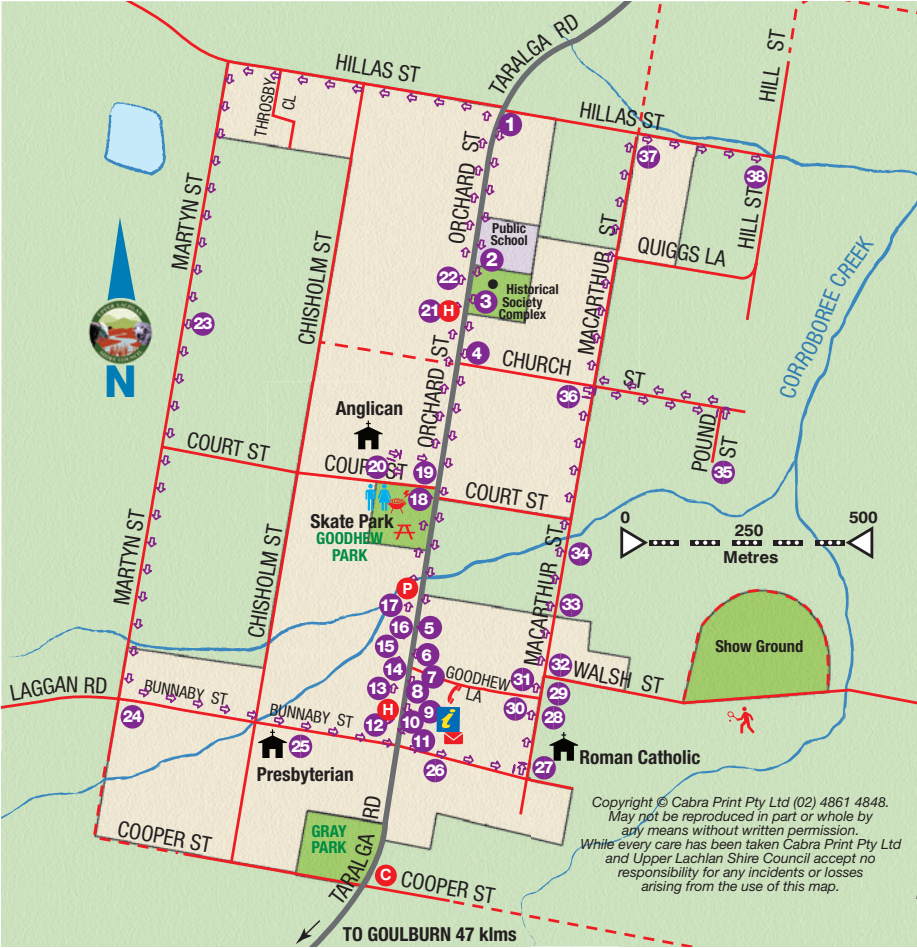 TARALGA RD
HILL ST
HILLAS ST
THROSBY
CL
1
HILLAS ST
37
38
ORCHARD ST
MARTYN ST
CHISHOLM ST
Public
School
2
MACARTHUR ST
QUIGGS LA
HILL ST
22
Historical
Society
Complex
3
21
H
CORROBOREE CREEK
23
N
4
CHURCH ST
ORCHARD ST
36
Anglican
POUND ST
35
COURT ST
20
COURT ST
19
18
COURT ST
Skate Park
GOODHEW
PARK
0
250
500
Metres
MARTYN ST
CHISHOLM ST
MACARTHUR ST
34
P
17
33
16
5
15
6
Show Ground
14
7
GOODHEW
LA
31
32
WALSH ST
13
8
29
LAGGAN RD
BUNNABY ST
24
BUNNABY ST
H
12
9
i
30
28
10
11
25
Presbyterian
26
27
Roman Catholic
COOPER ST
GRAY
PARK
TARALGA RD
C
COOPER ST
TO GOULBURN 47 klms
Copyright © Cabra Print Pty Ltd (02) 4861 4848.
May not be reproduced in part or whole by
any means without written permission.
While every care has been taken Cabra Print Pty Ltd
and Upper Lachlan Shire Council accept no
responsibility for any incidents or losses
arising from the use of this map.